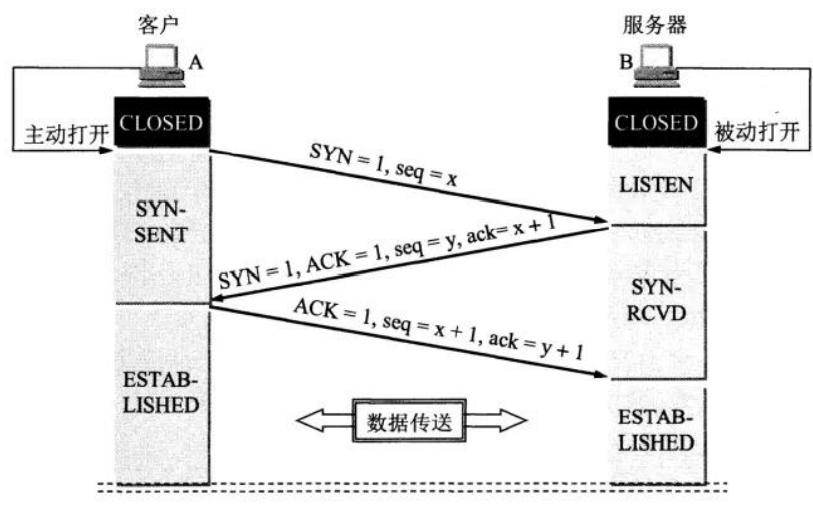 客户
服务器
A
B
CLOSED
CLOSED
主动打开
被动打开
SYN = 1, seq = x
LISTEN
SYN-
SENT
SYN = 1, ACK = 1, seq = y, ack= x + 1
SYN-
RCVD
ACK = 1, seq = x + 1, ack = y + 1
ESTAB-
LISHED
数据传送
ESTAB-
LISHED